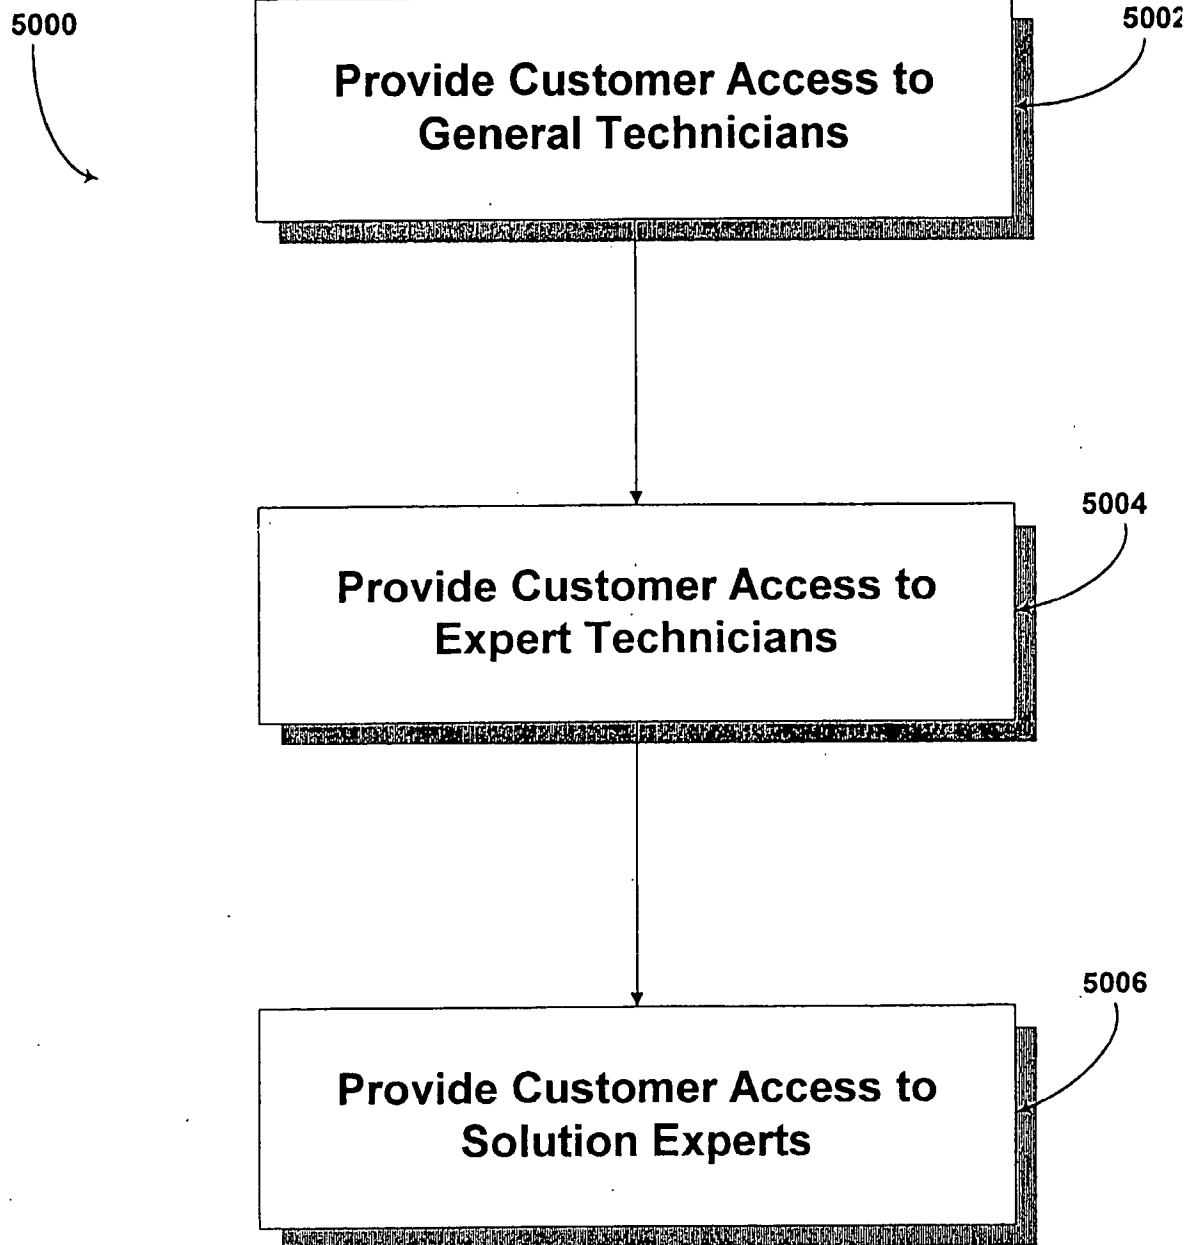 5000
5002
Provide Customer Access to
General Technicians
5004
Provide Customer Access to
Expert Technicians
5006
Provide Customer Access to
Solution Experts